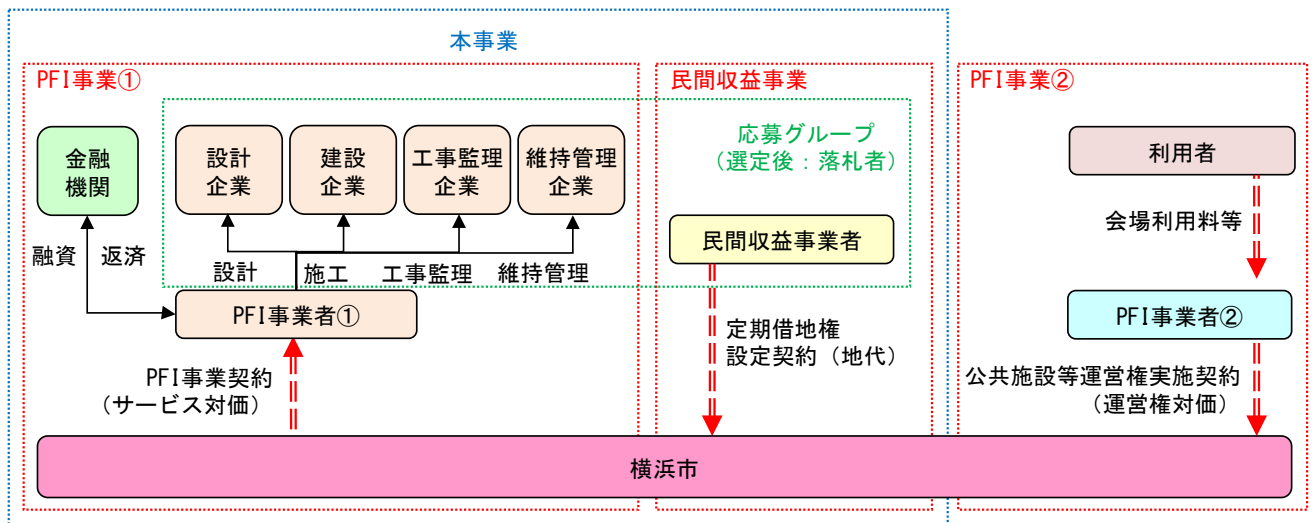 本事業
PFI事業①
民間収益事業
PFI事業②
応募グループ
（選定後：落札者）
金融
機関
設計
企業
建設
企業
工事監理
企業
維持管理
企業
利用者
民間収益事業者
会場利用料等
融資
返済
設計
施工
工事監理
維持管理
PFI事業者①
PFI事業者②
定期借地権
設定契約（地代）
PFI事業契約
（サービス対価）
公共施設等運営権実施契約
（運営権対価）
横浜市